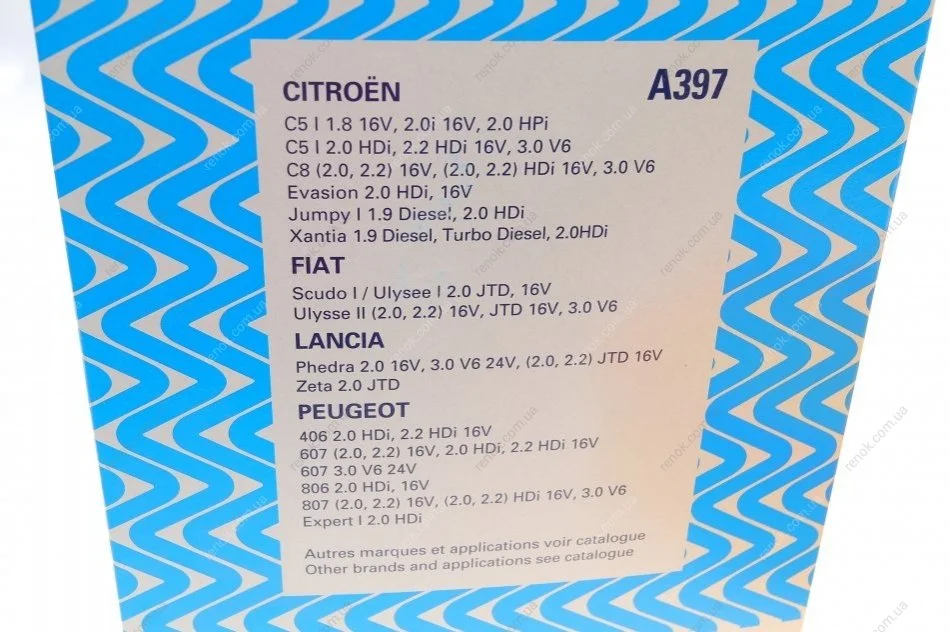 CITROËN
A397
C5 I 1.8 16V, 2.0i 16V, 2.0 HPi
C5 I 2.0 HDi, 2.2 HDi 16V, 3.0 V6
C8 (2.0, 2.2) 16V, (2.0, 2.2) HDi 16V, 3.0 V6
Evasion 2.0 HDi, 16V
Jumpy I 1.9 Diesel, 2.0 HDi
Xantia 1.9 Diesel, Turbo Diesel, 2.0HDi
FIAT
Scudo I / Ulysee I 2.0 JTD, 16V
Ulysse II (2.0, 2.2) 16V, JTD 16V, 3.0 V6
LANCIA
Phedra 2.0 16V, 3.0 V6 24V, (2.0, 2.2) JTD 16V
Zeta 2.0 JTD
PEUGEOT
406 2.0 HDi, 2.2 HDi 16V
607 (2.0, 2.2) 16V, 2.0 HDi, 2.2 HDi 16V
607 3.0 V6 24V
806 2.0 HDi, 16V
807 (2.0, 2.2) 16V, (2.0, 2.2) HDi 16V, 3.0 V6
Expert I 2.0 HDi
Autres marques et applications voir catalogue
Other brands and applications see catalogue
renok.com.ua